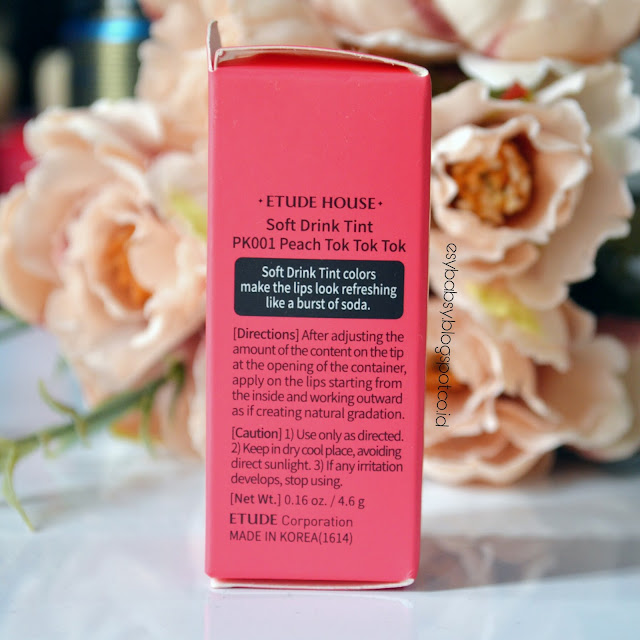 · ETUDE HOUSE ·
Soft Drink Tint
PK001 Peach Tok Tok Tok
Soft Drink Tint colors
make the lips look refreshing
like a burst of soda.
[Directions] After adjusting the
amount of the content on the tip
at the opening of the container,
apply on the lips starting from
the inside and working outward
as if creating natural gradation.
[Caution] 1) Use only as directed.
2) Keep in dry cool place, avoiding
direct sunlight. 3) If any irritation
develops, stop using.
[Net Wt.] 0.16 oz. / 4.6 g
ETUDE Corporation
MADE IN KOREA(1614)
esybabsy.blogspot.co.id